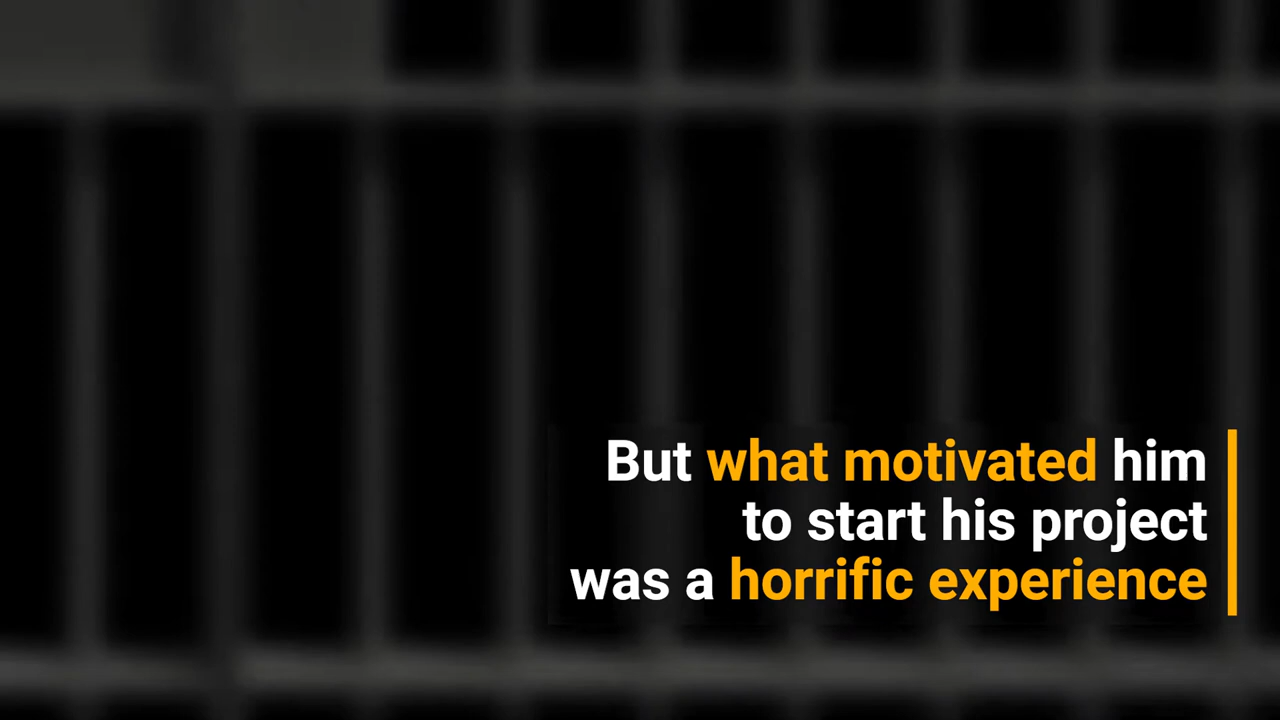 But what motivated him
to start his project
was a horrific experience